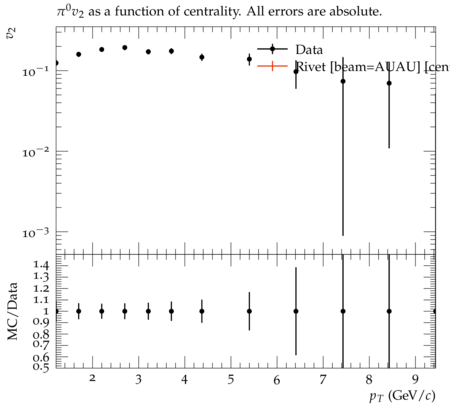 π⁰v₂ as a function of centrality. All errors are absolute.
v₂
Data
Rivet [beam=AUAU] [cen
10⁻¹
10⁻²
10⁻³
MC/Data
1.4
1.3
1.2
1.1
1
0.9
0.8
0.7
0.6
0.5
2 3 4 5 6 7 8 9
p_T (GeV/c)